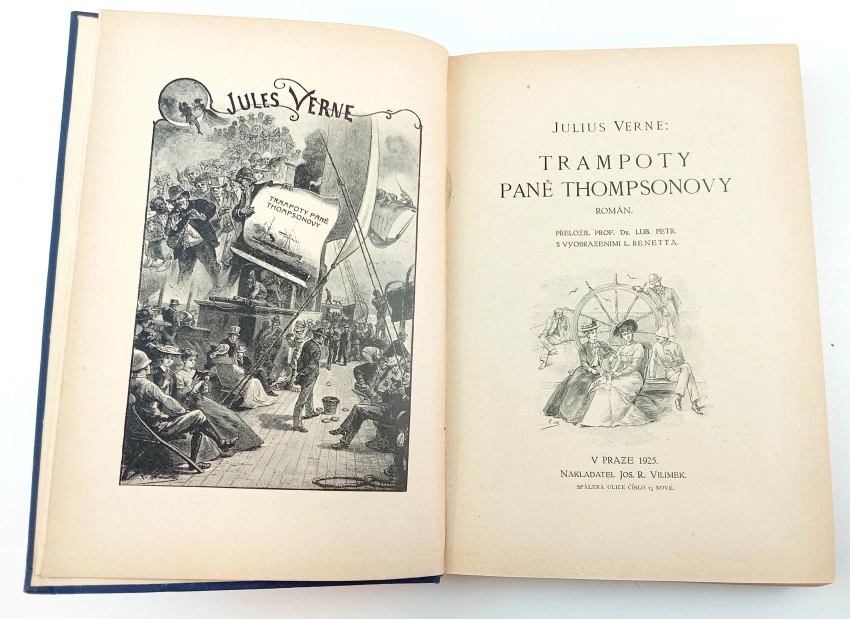 JULES VERNE
TRAMPOTY PANĚ
THOMPSONOVY
JULIUS VERNE:
TRAMPOTY
PANĚ THOMPSONOVY
ROMÁN.
PŘELOŽIL PROF. DR. LUB. PETR.
S VYOBRAZENÍMI L. BENETTA.
V PRAZE 1925.
NAKLADATEL JOS. R. VILÍMEK.
SPÁLENÁ ULICE ČÍSLO 13 NOVÉ.